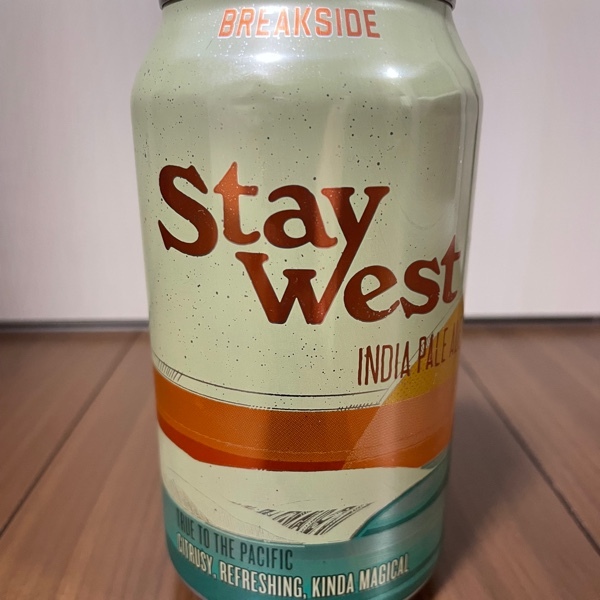 BREAKSIDE
Stay
West
INDIA PALE A
TRUE TO THE PACIFIC
CITRUSY, REFRESHING, KINDA MAGICAL